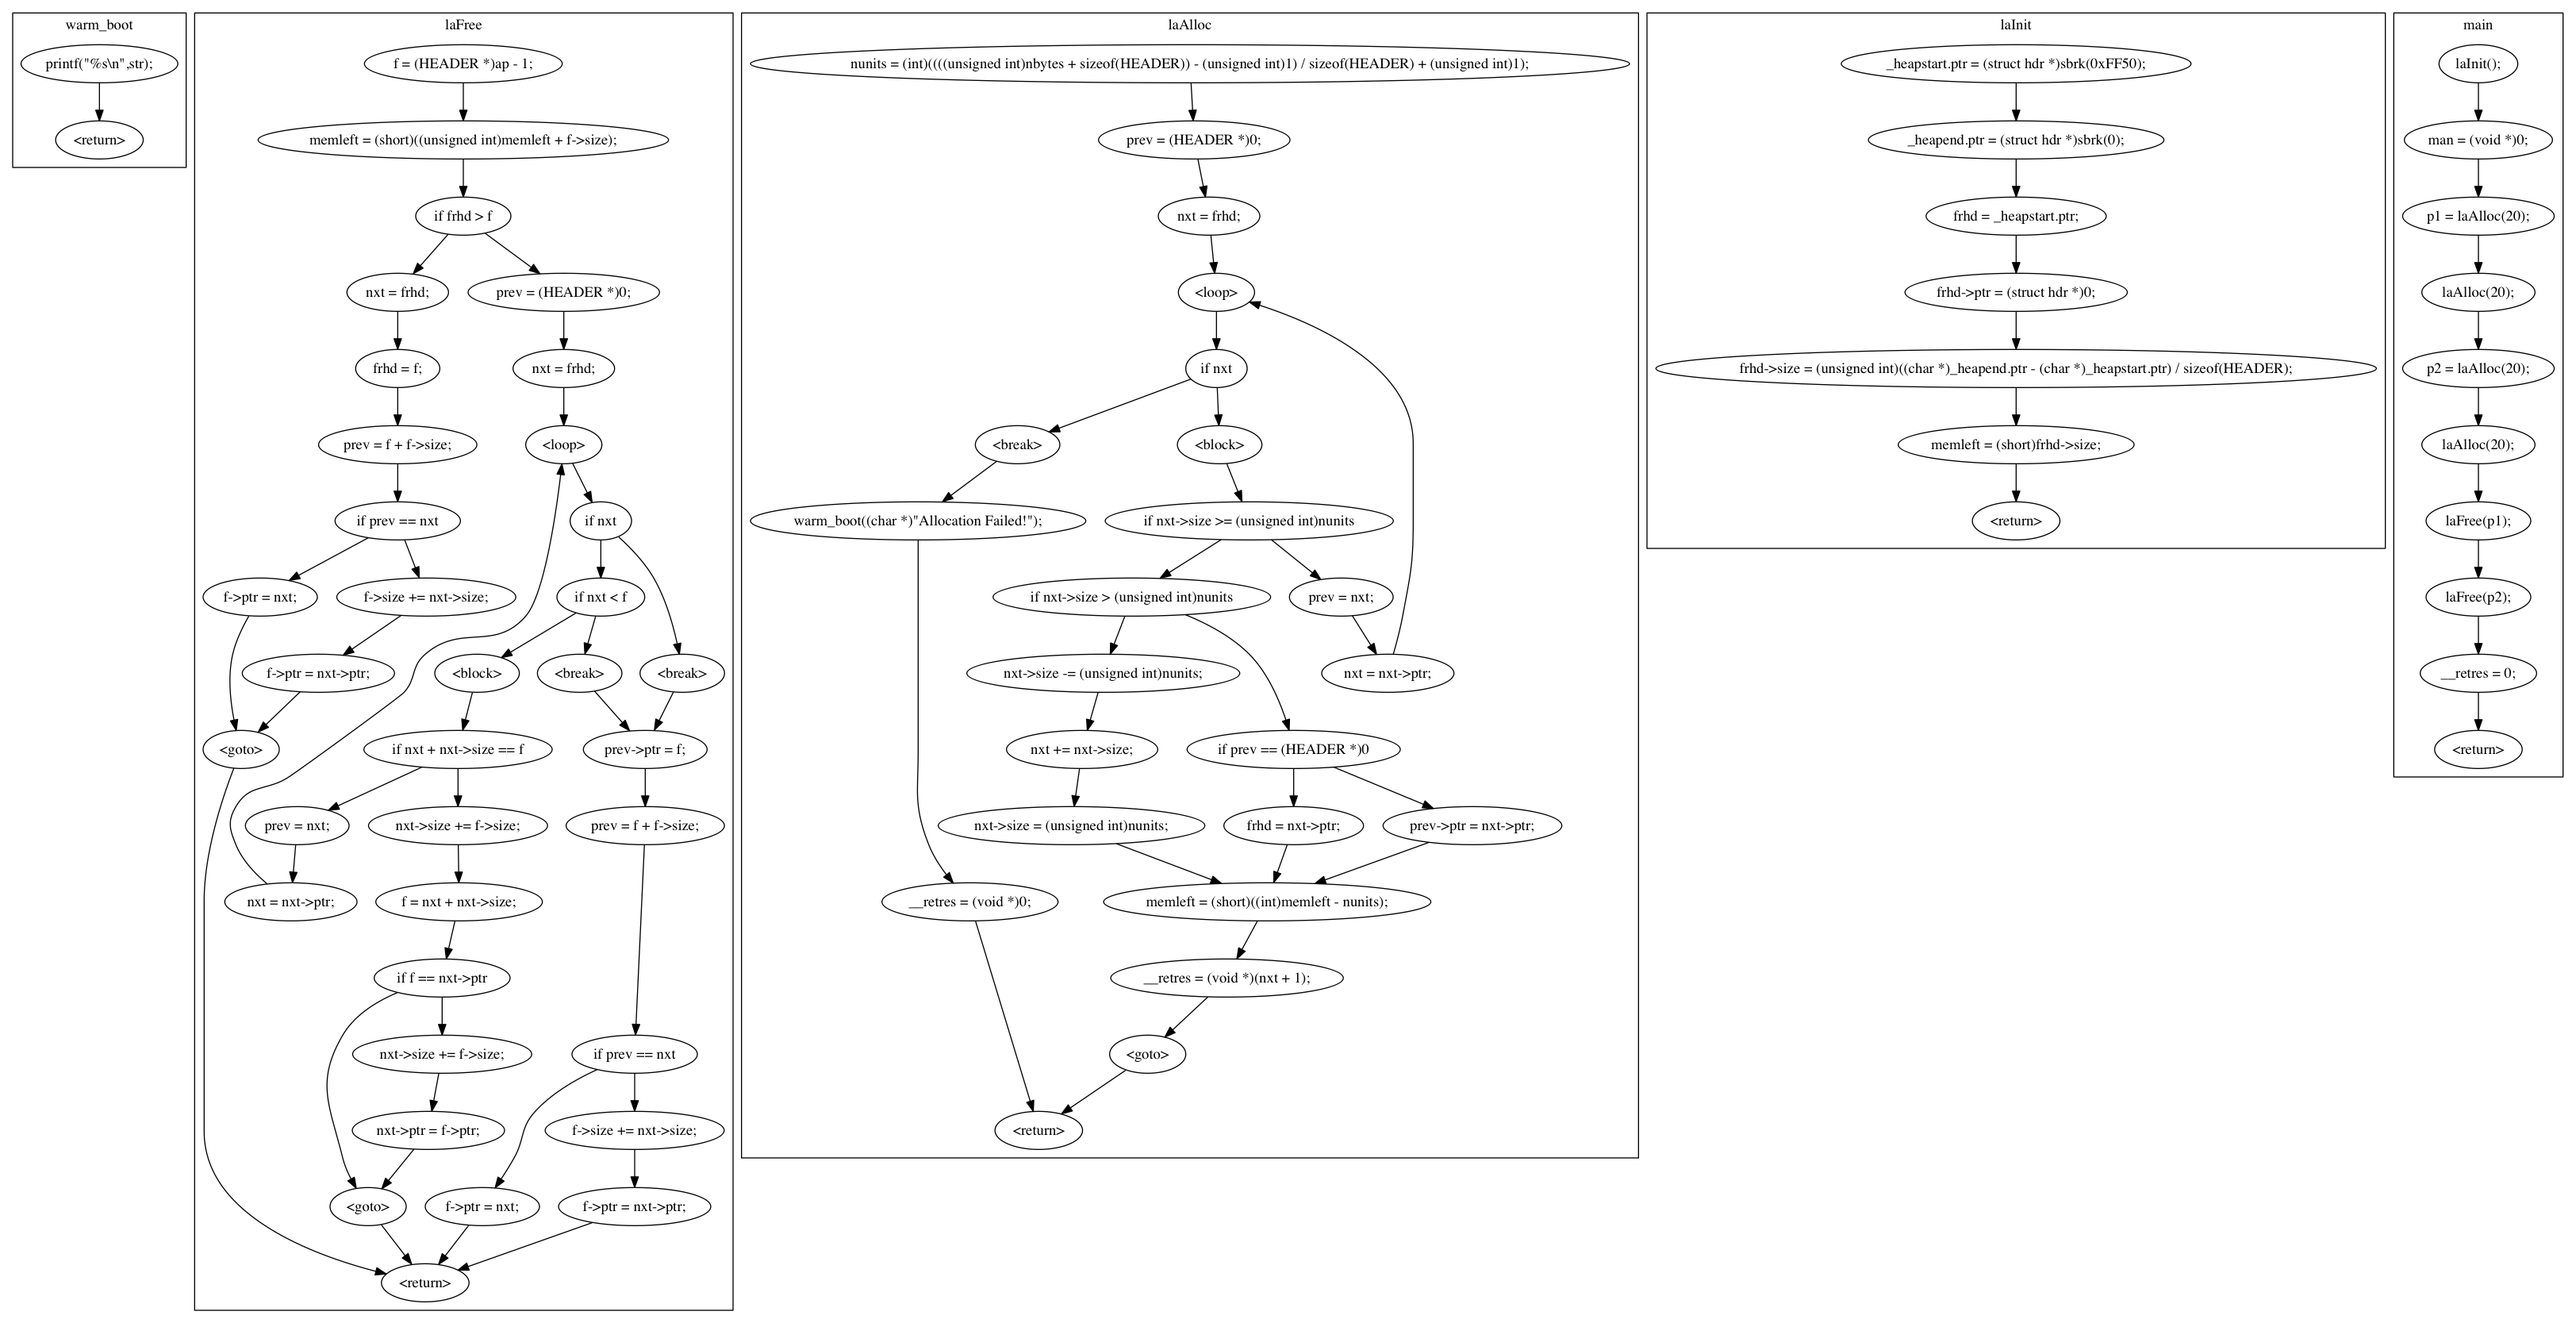 warm_boot
printf("%s\n",str);
<return>
laFree
f = (HEADER *)ap - 1;
memleft = (short)((unsigned int)memleft + f->size);
if frhd > f
nxt = frhd;
prev = (HEADER *)0;
frhd = f;
nxt = frhd;
prev = f + f->size;
<loop>
if prev == nxt
if nxt
f->ptr = nxt;
f->size += nxt->size;
if nxt < f
f->ptr = nxt->ptr;
<block>
<break>
<break>
<goto>
if nxt + nxt->size == f
prev->ptr = f;
prev = nxt;
nxt->size += f->size;
prev = f + f->size;
nxt = nxt->ptr;
f = nxt + nxt->size;
if f == nxt->ptr
nxt->size += f->size;
if prev == nxt
nxt->ptr = f->ptr;
f->size += nxt->size;
<goto>
f->ptr = nxt;
f->ptr = nxt->ptr;
<return>
laAlloc
nunits = (int)((((unsigned int)nbytes + sizeof(HEADER)) - (unsigned int)1) / sizeof(HEADER) + (unsigned int)1);
prev = (HEADER *)0;
nxt = frhd;
<loop>
if nxt
<break>
<block>
warm_boot((char *)"Allocation Failed!");
if nxt->size >= (unsigned int)nunits
if nxt->size > (unsigned int)nunits
prev = nxt;
nxt->size -= (unsigned int)nunits;
nxt = nxt->ptr;
nxt += nxt->size;
if prev == (HEADER *)0
nxt->size = (unsigned int)nunits;
frhd = nxt->ptr;
prev->ptr = nxt->ptr;
__retres = (void *)0;
memleft = (short)((int)memleft - nunits);
__retres = (void *)(nxt + 1);
<goto>
<return>
laInit
_heapstart.ptr = (struct hdr *)sbrk(0xFF50);
_heapend.ptr = (struct hdr *)sbrk(0);
frhd = _heapstart.ptr;
frhd->ptr = (struct hdr *)0;
frhd->size = (unsigned int)((char *)_heapend.ptr - (char *)_heapstart.ptr) / sizeof(HEADER);
memleft = (short)frhd->size;
<return>
main
laInit();
man = (void *)0;
p1 = laAlloc(20);
laAlloc(20);
p2 = laAlloc(20);
laAlloc(20);
laFree(p1);
laFree(p2);
__retres = 0;
<return>